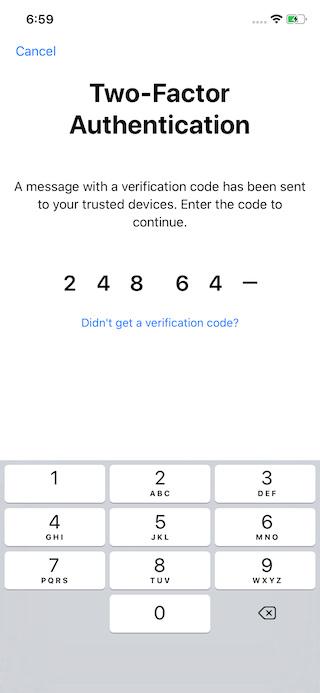 6:59
Cancel
Two-Factor
Authentication
A message with a verification code has been sent
to your trusted devices. Enter the code to
continue.
2 4 8 6 4 –
Didn't get a verification code?
1 2 3
ABC DEF
4 5 6
GHI JKL MNO
7 8 9
PQRS TUV WXYZ
0